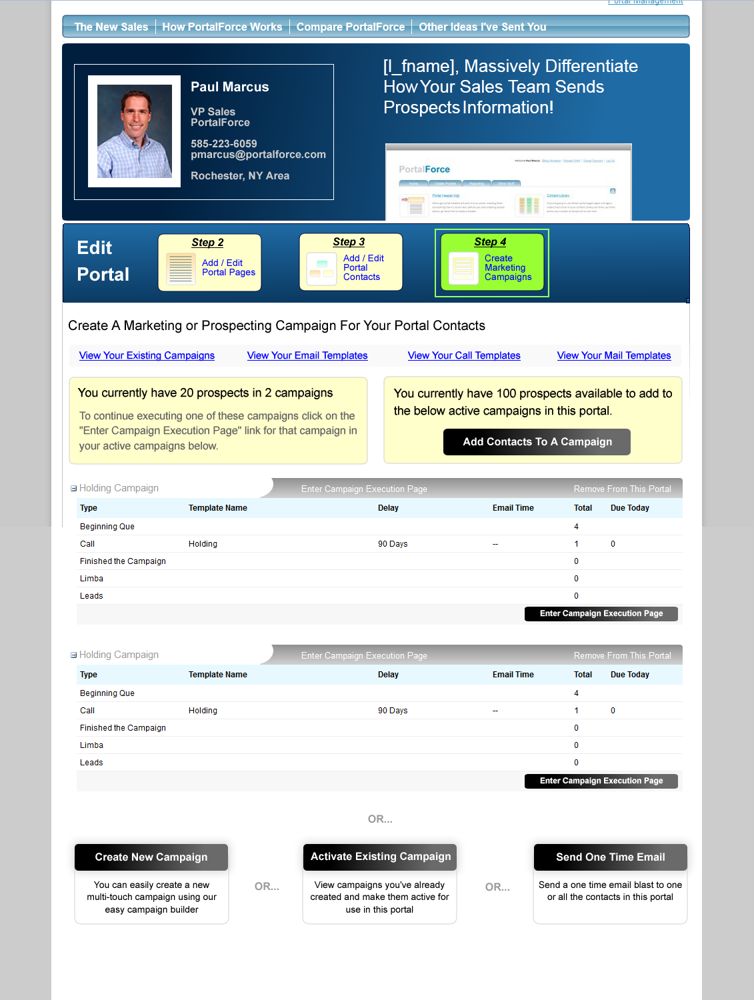 Portal Management
The New Sales
How PortalForce Works
Compare PortalForce
Other Ideas I've Sent You
Paul Marcus
VP Sales
PortalForce
585-223-6059
pmarcus@portalforce.com
Rochester, NY Area
[l_fname], Massively Differentiate
How Your Sales Team Sends
Prospects Information!
PortalForce
Edit
Portal
Step 2
Add / Edit
Portal Pages
Step 3
Add / Edit
Portal
Contacts
Step 4
Create
Marketing
Campaigns
Create A Marketing or Prospecting Campaign For Your Portal Contacts
View Your Existing Campaigns
View Your Email Templates
View Your Call Templates
View Your Mail Templates
You currently have 20 prospects in 2 campaigns
To continue executing one of these campaigns click on the
"Enter Campaign Execution Page" link for that campaign in
your active campaigns below.
You currently have 100 prospects available to add to
the below active campaigns in this portal.
Add Contacts To A Campaign
Holding Campaign Enter Campaign Execution Page Remove From This Portal
Type Template Name Delay Email Time Total Due Today
Beginning Que 4
Call Holding 90 Days -- 1 0
Finished the Campaign 0
Limba 0
Leads 0
Enter Campaign Execution Page
Holding Campaign Enter Campaign Execution Page Remove From This Portal
Type Template Name Delay Email Time Total Due Today
Beginning Que 4
Call Holding 90 Days -- 1 0
Finished the Campaign 0
Limba 0
Leads 0
Enter Campaign Execution Page
OR...
Create New Campaign
You can easily create a new
multi-touch campaign using our
easy campaign builder
OR...
Activate Existing Campaign
View campaigns you've already
created and make them active for
use in this portal
OR...
Send One Time Email
Send a one time email blast to one
or all the contacts in this portal